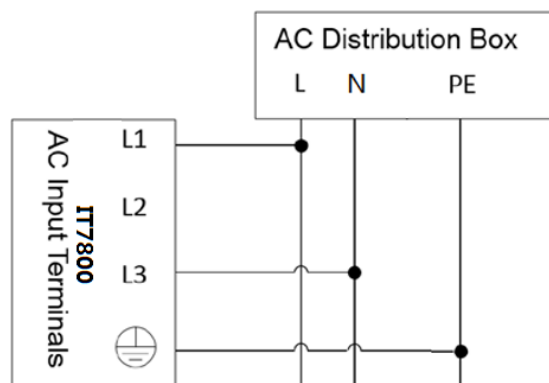 AC Distribution Box
L N PE
AC Input Terminals
IT7800
L1
L2
L3